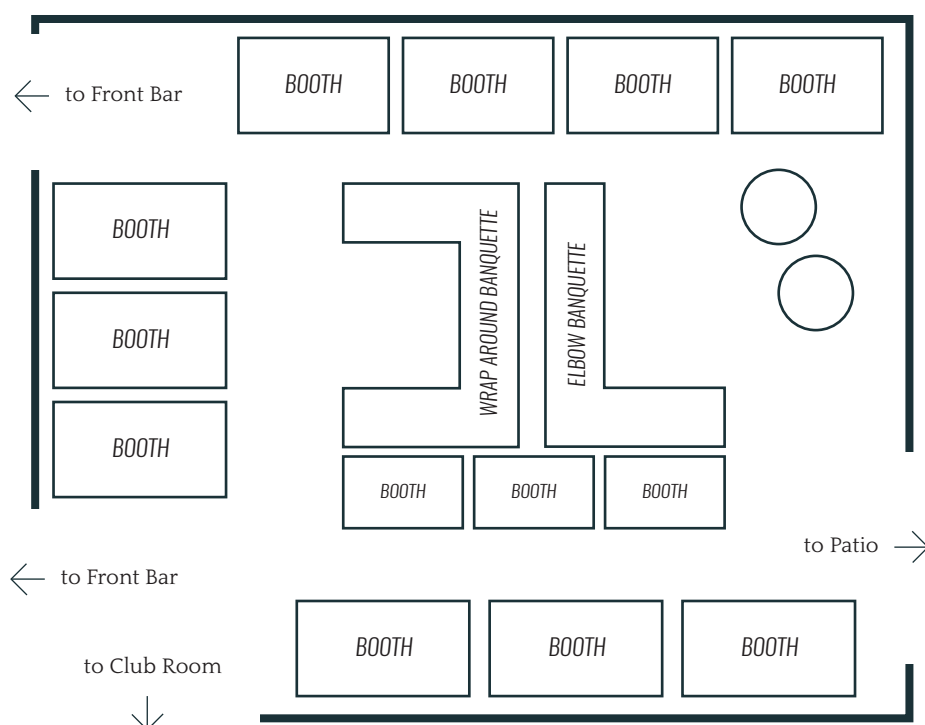 BOOTH
BOOTH
BOOTH
BOOTH
to Front Bar
BOOTH
BOOTH
BOOTH
WRAP AROUND BANQUETTE
ELBOW BANQUETTE
BOOTH
BOOTH
BOOTH
to Patio
to Front Bar
BOOTH
BOOTH
BOOTH
to Club Room